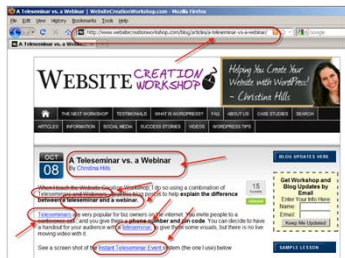 A Teleseminar vs. a Webinar | WebsiteCreationWorkshop.com - Mozilla Firefox
File Edit View History Bookmarks Tools Help
http://www.websitecreationworkshop.com/blog/articles/a-teleseminar-vs-a-webinar/
Google
A Teleseminar vs. a Webinar
WEBSITE CREATION WORKSHOP
Helping You Create Your
Website with WordPress!
- Christina Hills
THE NEXT WORKSHOP TESTIMONIALS WHAT IS WORDPRESS? FAQ ABOUT US CASE STUDIES SEARCH
ARTICLES INFORMATION SOCIAL MEDIA SUCCESS STORIES VIDEOS WORDPRESS TIPS
OCT
08
A Teleseminar vs. a Webinar
By Christina Hills
When I teach the Website Creation Workshop, I do so using a combination of
Teleseminars and Webinars. this blog post is to help explain the difference
between a teleseminar and a webinar.
15
Teleseminars are very popular for biz owners on the internet. You invite people to a
conference call, and you give them a phone number and pin code. You can decide to have
a handout for your audience with a Teleseminar, to give them some visuals, but there is no live
moving video with it.
See a screen shot of the Instant Teleseminar Event system (the one I use) below
BLOG UPDATES HERE
Get Workshop and
Blog Updates by
Email
Enter Your Info Here
Name:
Email:
Keep Me Updated
SAMPLE LESSON